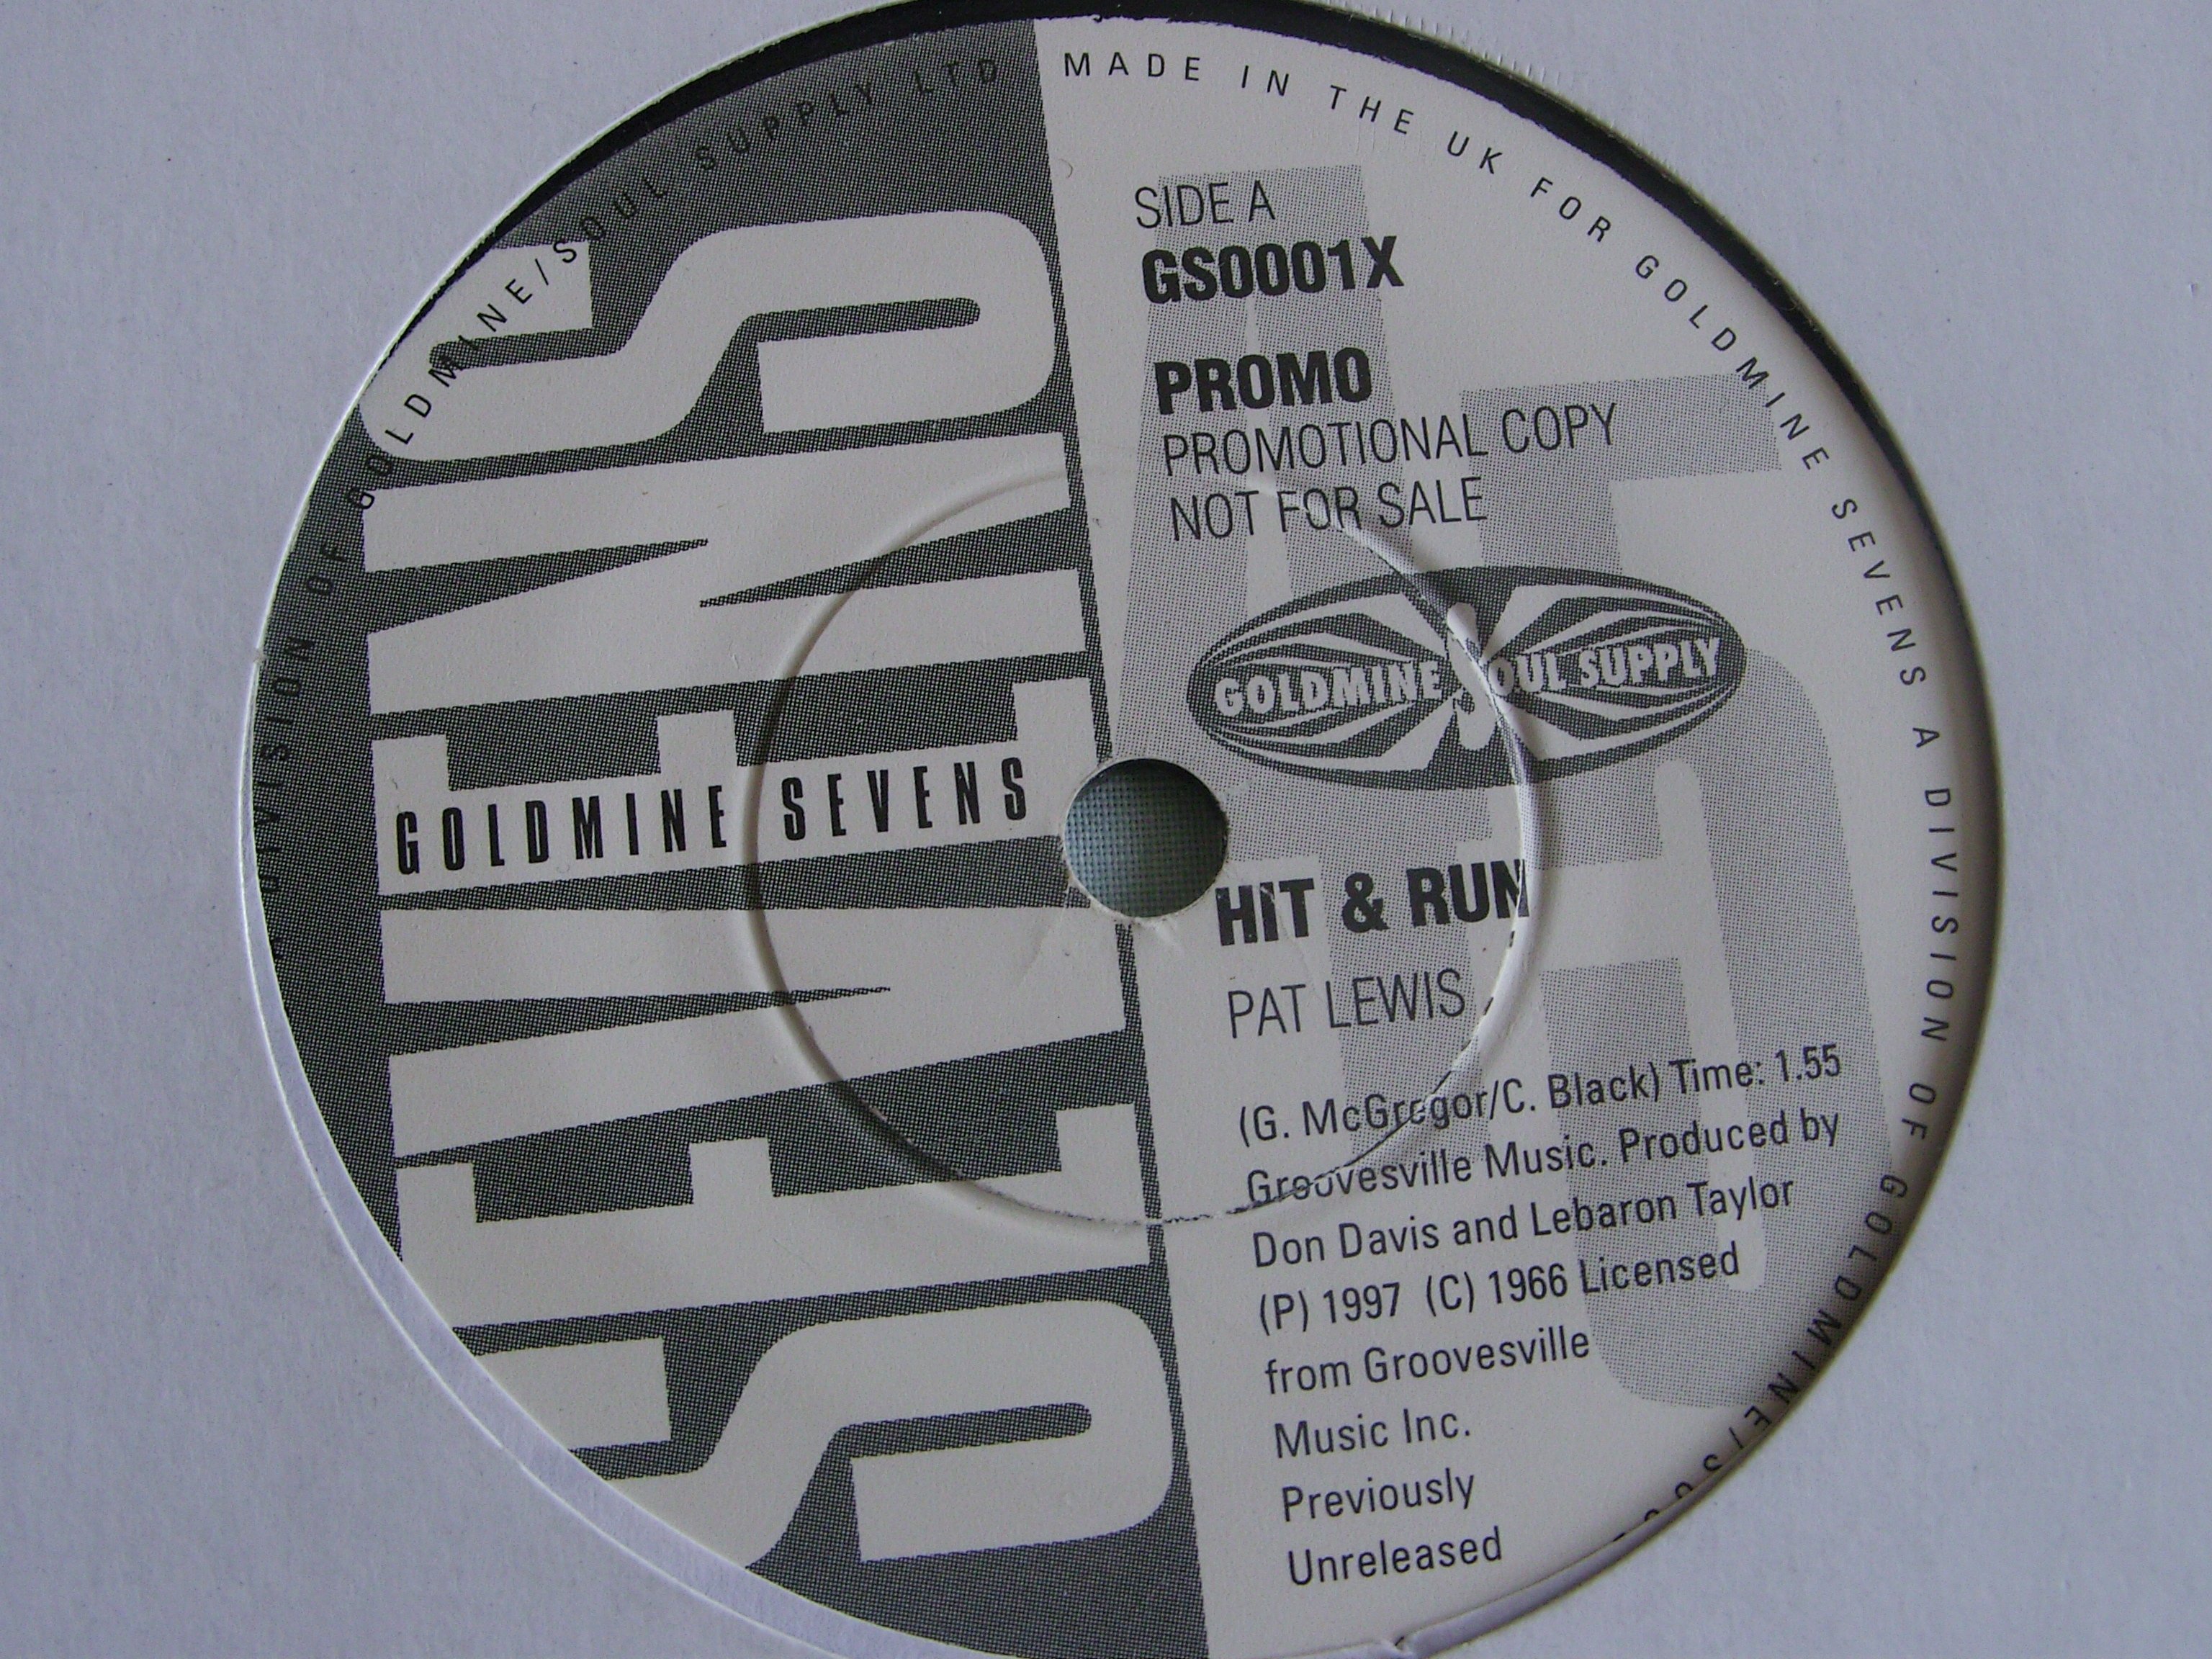 MADE IN THE UK FOR GOLDMINE SEVENS A DIVISION OF GOLDMINE/SOUL
DIVISION OF GOLDMINE/SOUL SUPPLY LTD
SEVENS
GOLDMINE SEVENS
SIDE A
GS0001X
PROMO
PROMOTIONAL COPY
NOT FOR SALE
GOLDMINE SOUL SUPPLY
HIT & RUN
PAT LEWIS
(G. McGregor/C. Black) Time: 1.55
Groovesville Music. Produced by
Don Davis and Lebaron Taylor
(P) 1997 (C) 1966 Licensed
from Groovesville
Music Inc.
Previously
Unreleased